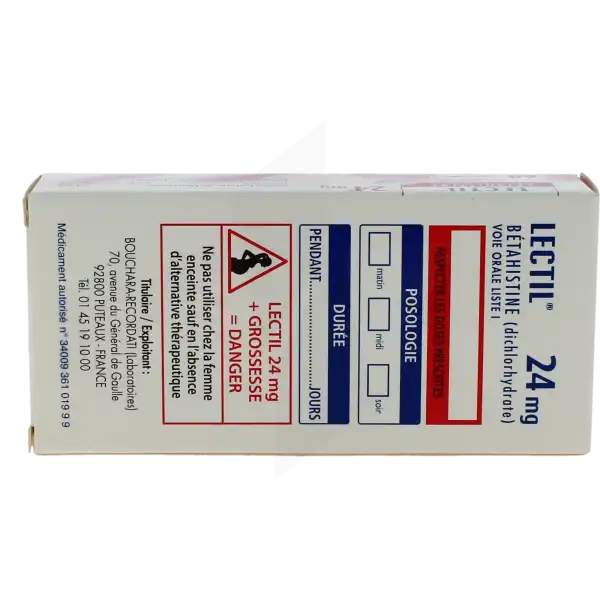 LECTIL® 24 mg
BÉTAHISTINE (dichlorhydrate)
VOIE ORALE LISTE I
RESPECTER LES DOSES PRESCRITES
POSOLOGIE
matin midi soir
DURÉE
PENDANT..........JOURS
LECTIL 24 mg
+ GROSSESSE
= DANGER
Ne pas utiliser chez la femme
enceinte sauf en l'absence
d'alternative thérapeutique
Titulaire / Exploitant :
BOUCHARA-RECORDATI (Laboratoires)
70, avenue du Général de Gaulle
92800 PUTEAUX - FRANCE
Tél. 01 45 19 10 00
Médicament autorisé n° 34009 361 019 9 9
LECTIL
24 mg